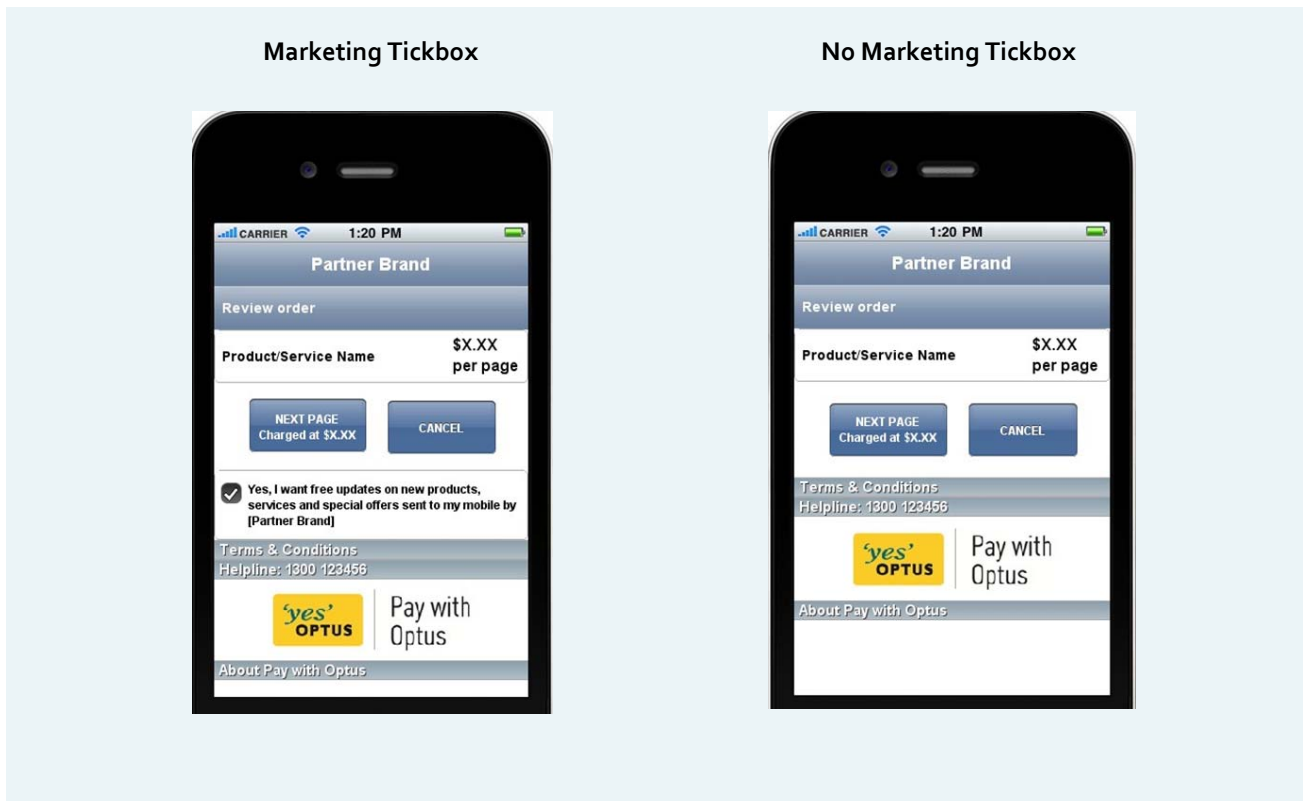 Marketing Tickbox
CARRIER 1:20 PM
Partner Brand
Review order
Product/Service Name
$X.XX
per page
NEXT PAGE
Charged at $X.XX
CANCEL
Yes, I want free updates on new products,
services and special offers sent to my mobile by
[Partner Brand]
Terms & Conditions
Helpline: 1300 123456
'yes'
OPTUS
Pay with
Optus
About Pay with Optus
No Marketing Tickbox
CARRIER 1:20 PM
Partner Brand
Review order
Product/Service Name
$X.XX
per page
NEXT PAGE
Charged at $X.XX
CANCEL
Terms & Conditions
Helpline: 1300 123456
'yes'
OPTUS
Pay with
Optus
About Pay with Optus